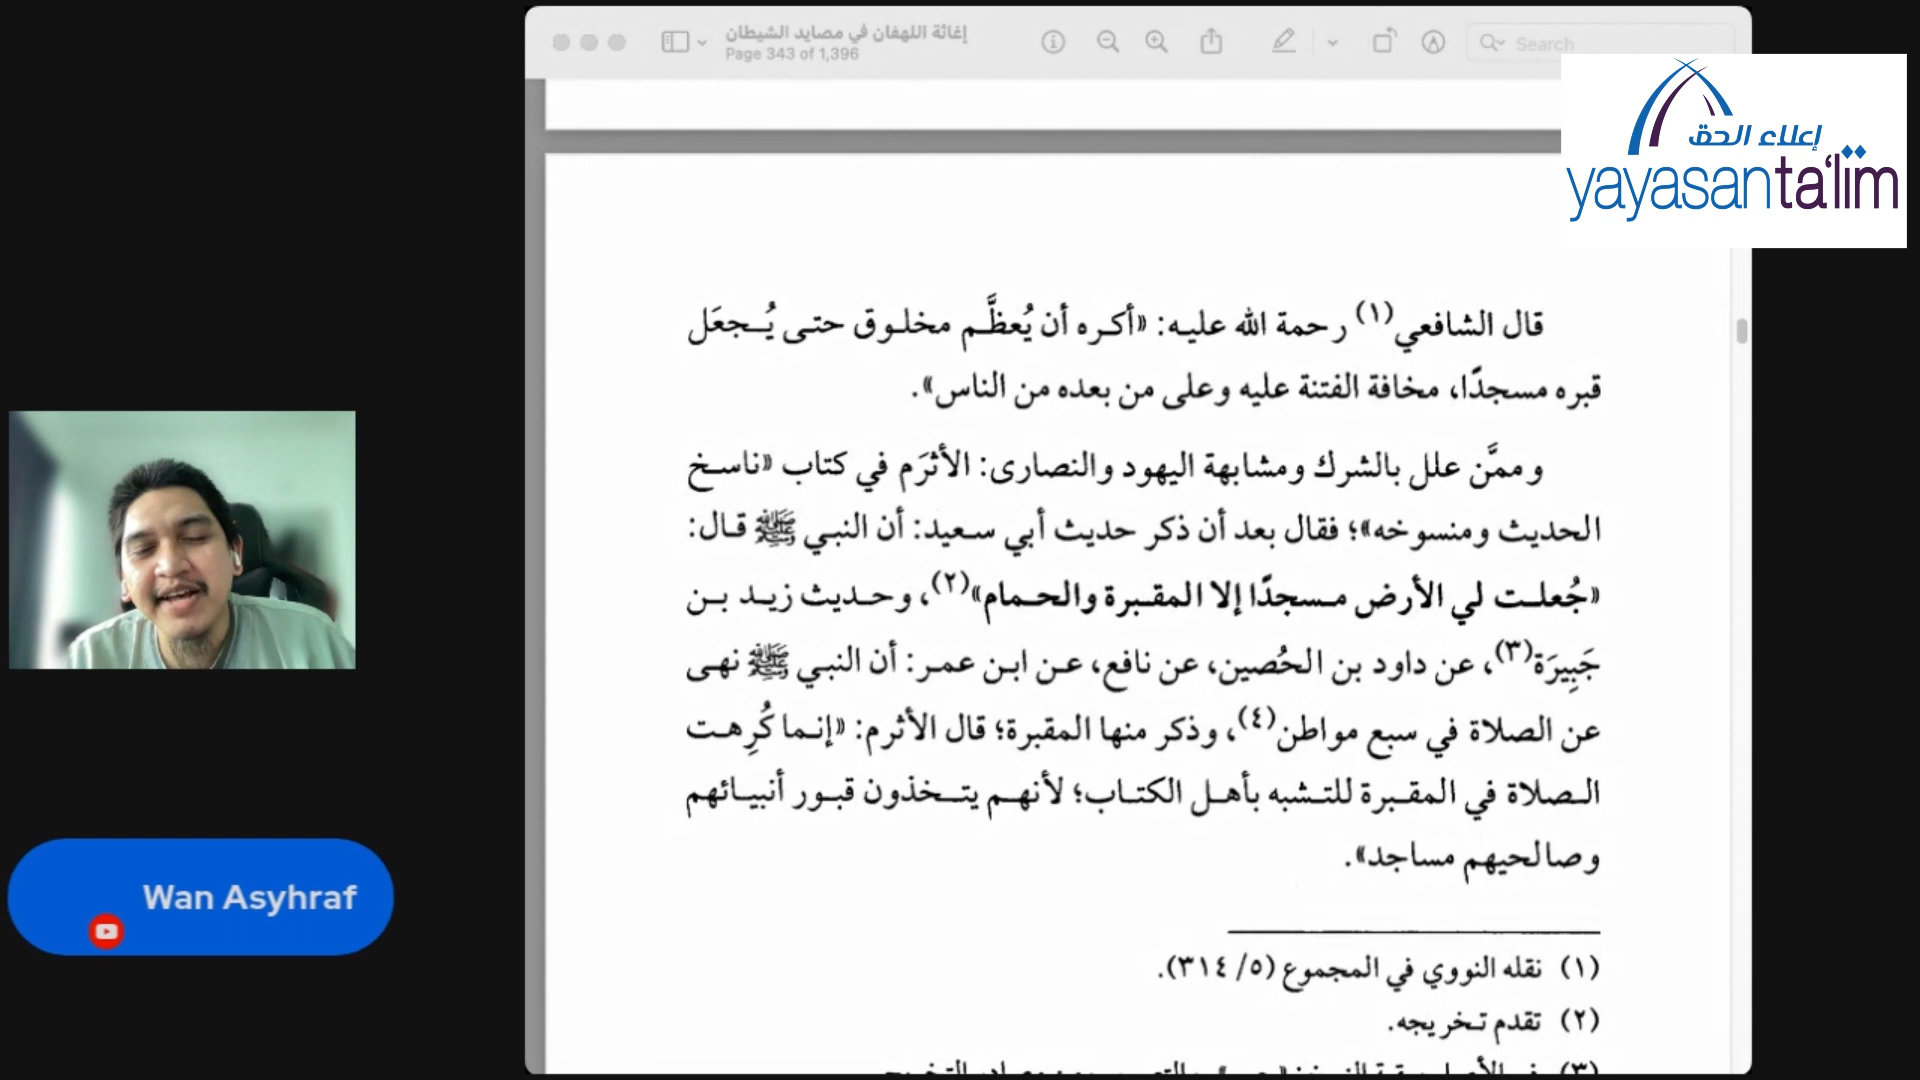 إغاثة اللهفان في مصايد الشيطان
Page 343 of 1,396
Search
إعلاء الحق
yayasanta'lim
قال الشافعي(١) رحمة الله عليه: «أكره أن يُعظَّم مخلوق حتى يُجعَل
قبره مسجدًا، مخافة الفتنة عليه وعلى من بعده من الناس».
وممَّن علل بالشرك ومشابهة اليهود والنصارى: الأثرَم في كتاب «ناسخ
الحديث ومنسوخه»؛ فقال بعد أن ذكر حديث أبي سعيد: أن النبي ﷺ قال:
«جُعلت لي الأرض مسجدًا إلا المقبرة والحمام»(٢)، وحديث زيد بن
جَبِيرَة(٣)، عن داود بن الحُصين، عن نافع، عن ابن عمر: أن النبي ﷺ نهى
عن الصلاة في سبع مواطن(٤)، وذكر منها المقبرة؛ قال الأثرم: «إنما كُرِهت
الصلاة في المقبرة للتشبه بأهل الكتاب؛ لأنهم يتخذون قبور أنبيائهم
وصالحيهم مساجد».
(١) نقله النووي في المجموع (٥/ ٣١٤).
(٢) تقدم تخريجه.
Wan Asyhraf